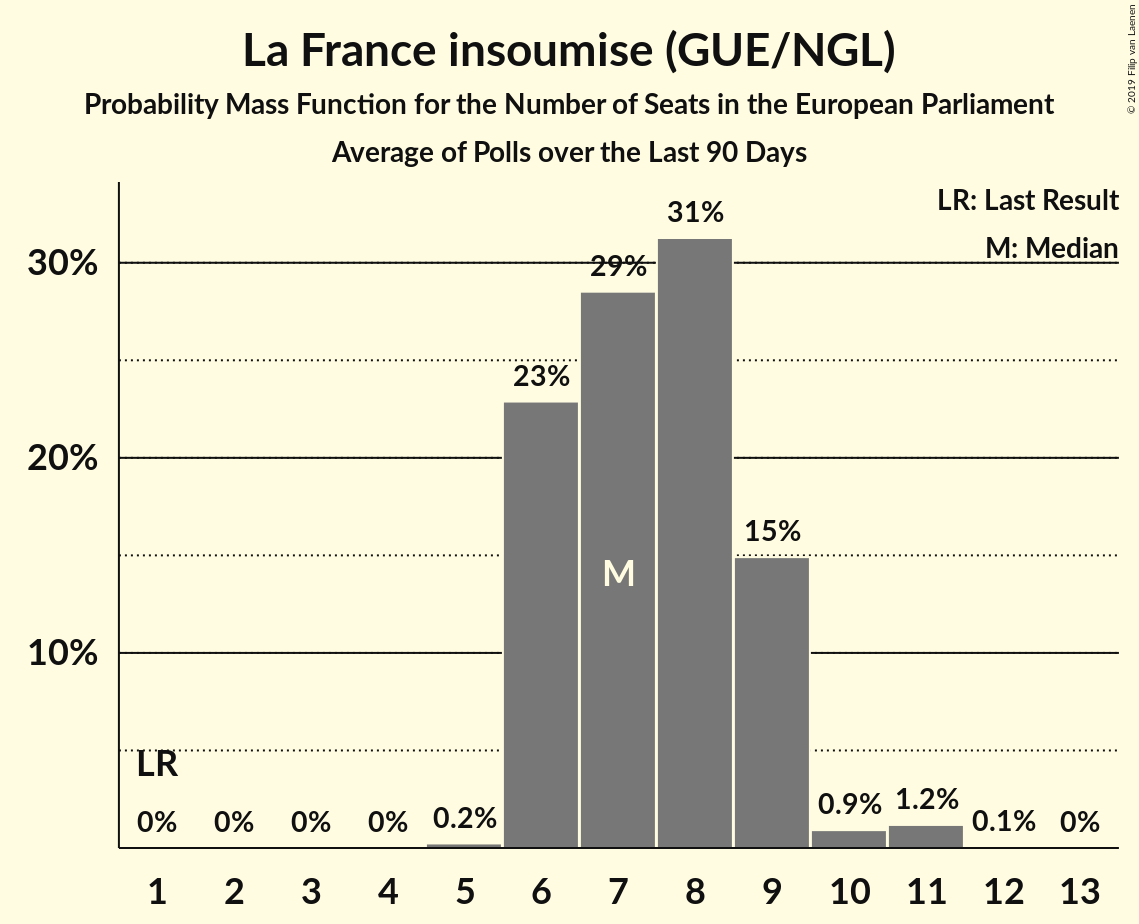 La France insoumise (GUE/NGL)
Probability Mass Function for the Number of Seats in the European Parliament
Average of Polls over the Last 90 Days
© 2019 Filip van Laenen
LR: Last Result
M: Median
30%
20%
10%
31%
29%
23%
15%
M
LR
0%
0%
0%
0%
0.2%
0.9%
1.2%
0.1%
0%
1 2 3 4 5 6 7 8 9 10 11 12 13